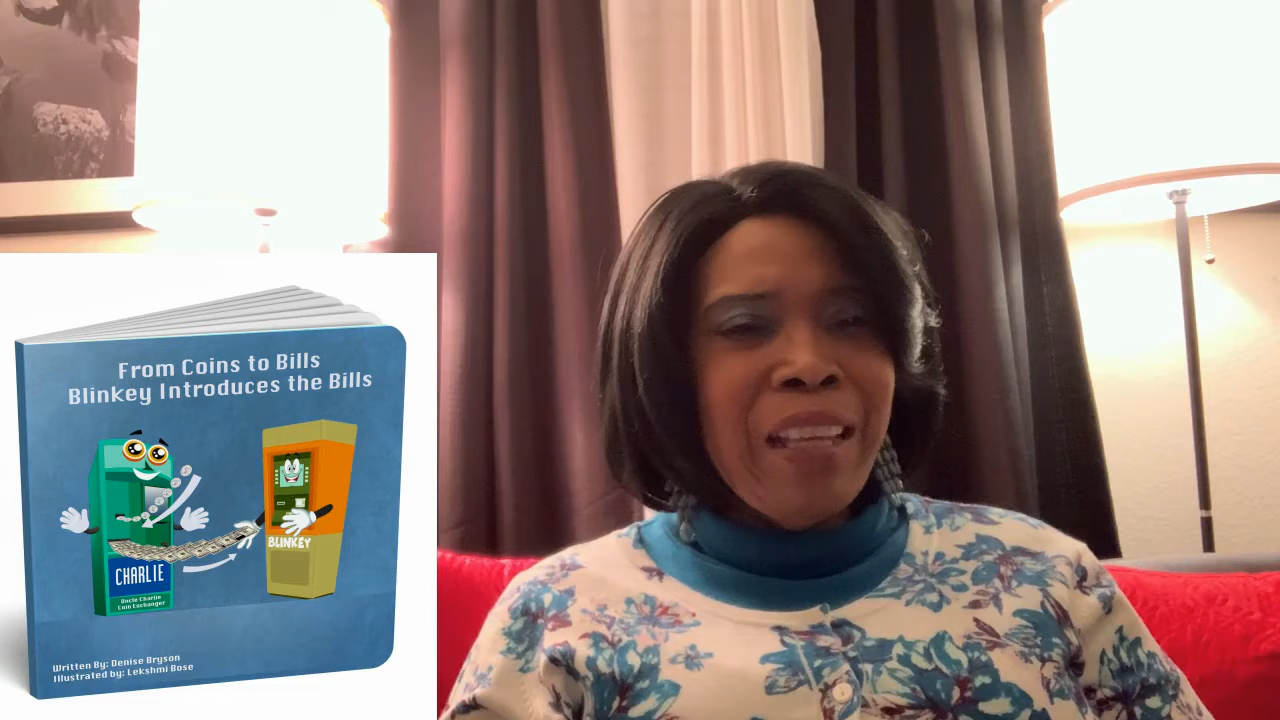 From Coins to Bills
Blinkey Introduces the Bills
CHARLIE
Uncle Charlie
Coin Exchanger
BLINKEY
Written By: Denise Bryson
Illustrated by: Lekshmi Bose